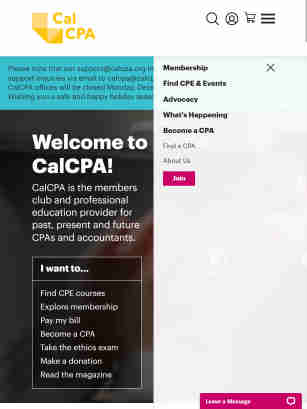 Cal
CPA
Please note that our support@calcpa.org in
support inquiries via email to calcpa@calcp
CalCPA offices will be closed Monday, Dece
Wishing you a safe and happy holiday seas
Membership
Find CPE & Events
Advocacy
What's Happening
Become a CPA
Find a CPA
About Us
Join
Welcome to
CalCPA!
CalCPA is the members
club and professional
education provider for
past, present and future
CPAs and accountants.
I want to...
Find CPE courses
Explore membership
Pay my bill
Become a CPA
Take the ethics exam
Make a donation
Read the magazine
Leave a Message